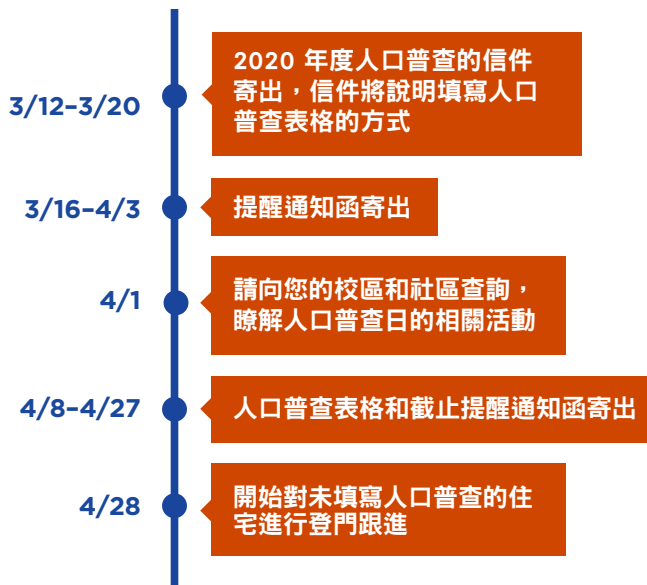 3/12–3/20
2020 年度人口普查的信件
寄出，信件將說明填寫人口
普查表格的方式
3/16–4/3
提醒通知函寄出
4/1
請向您的校區和社區查詢，
瞭解人口普查日的相關活動
4/8–4/27
人口普查表格和截止提醒通知函寄出
4/28
開始對未填寫人口普查的住
宅進行登門跟進